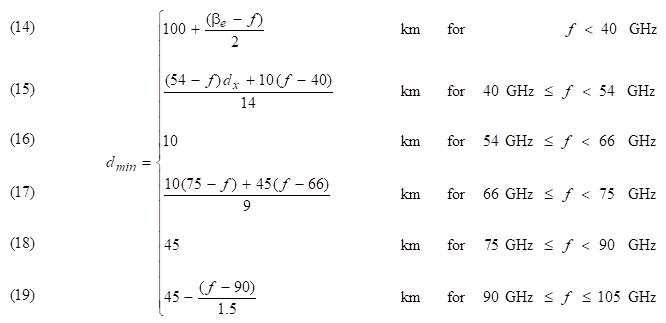 (14) 100 + (βe − f)/2 km for f < 40 GHz
(15) ((54 − f)dx + 10(f − 40))/14 km for 40 GHz ≤ f < 54 GHz
(16) 10 km for 54 GHz ≤ f < 66 GHz
dmin =
(17) (10(75 − f) + 45(f − 66))/9 km for 66 GHz ≤ f < 75 GHz
(18) 45 km for 75 GHz ≤ f < 90 GHz
(19) 45 − (f − 90)/1.5 km for 90 GHz ≤ f ≤ 105 GHz